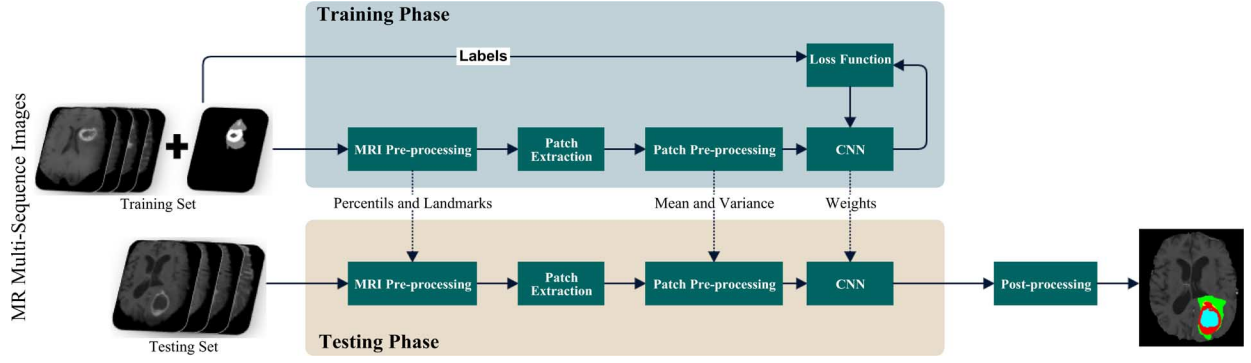 MR Multi-Sequence Images
Training Phase
Labels
Loss Function
MRI Pre-processing
Patch
Extraction
Patch Pre-processing
CNN
Training Set
Percentils and Landmarks
Mean and Variance
Weights
MRI Pre-processing
Patch
Extraction
Patch Pre-processing
CNN
Post-processing
Testing Phase
Testing Set